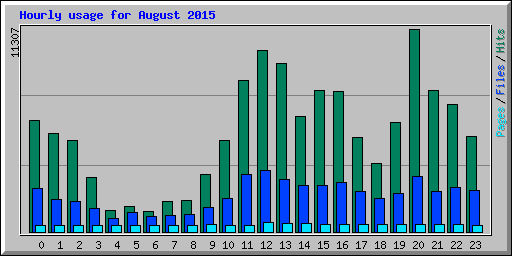 Hourly usage for August 2015
11307
Pages/Files/Hits
0 1 2 3 4 5 6 7 8 9 10 11 12 13 14 15 16 17 18 19 20 21 22 23